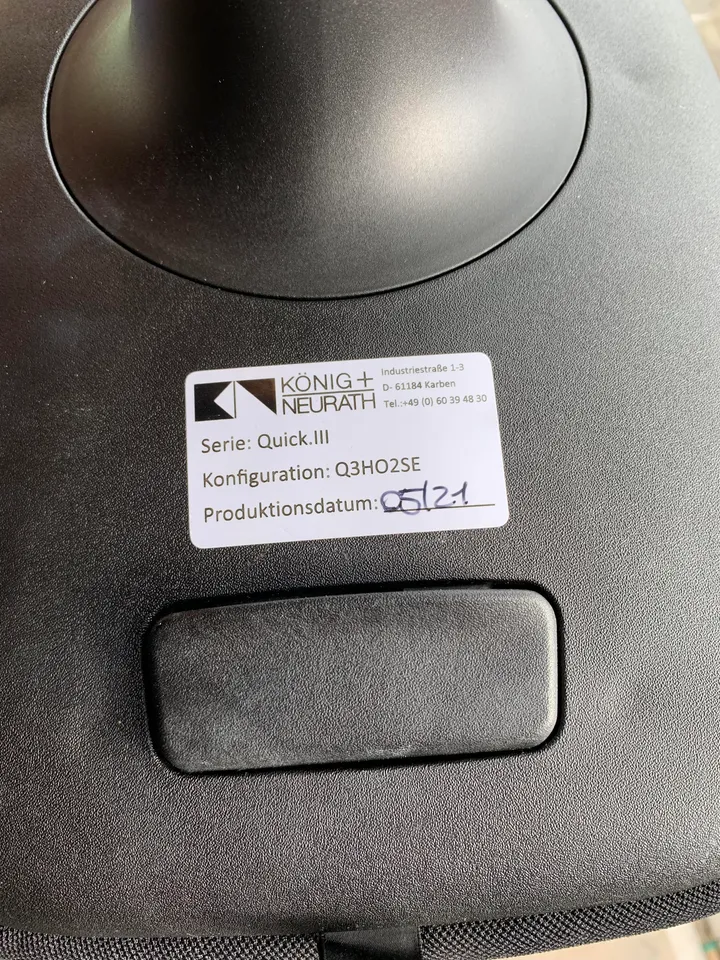 KÖNIG +
NEURATH
Industriestraße 1-3
D- 61184 Karben
Tel.:+49 (0) 60 39 48 30
Serie: Quick.III
Konfiguration: Q3HO2SE
Produktionsdatum: 05/21